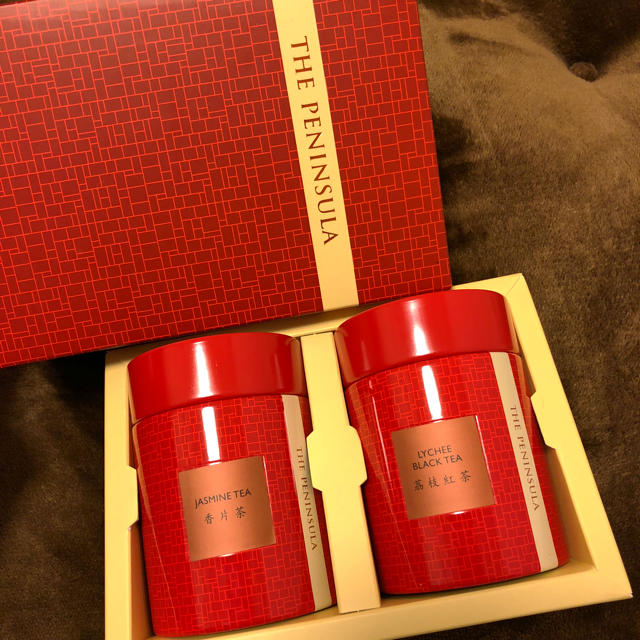 THE PENINSULA
JASMINE TEA
香片茶
THE PENINSULA
LYCHEE
BLACK TEA
荔枝紅茶
THE PENINSULA